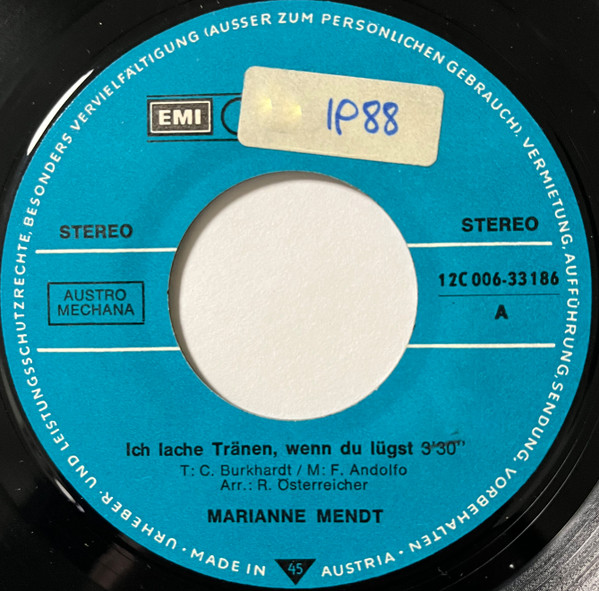 URHEBER- UND LEISTUNGSSCHUTZRECHTE, BESONDERS VERVIELFÄLTIGUNG (AUSSER ZUM PERSÖNLICHEN GEBRAUCH), VERMIETUNG, AUFFÜHRUNG, SENDUNG, VORBEHALTEN · MADE IN 45 AUSTRIA ·
EMI
1P88
STEREO
STEREO
AUSTRO
MECHANA
12C 006-33186
A
Ich lache Tränen, wenn du lügst 3'30"
T: C. Burkhardt / M: F. Andolfo
Arr.: R. Österreicher
MARIANNE MENDT